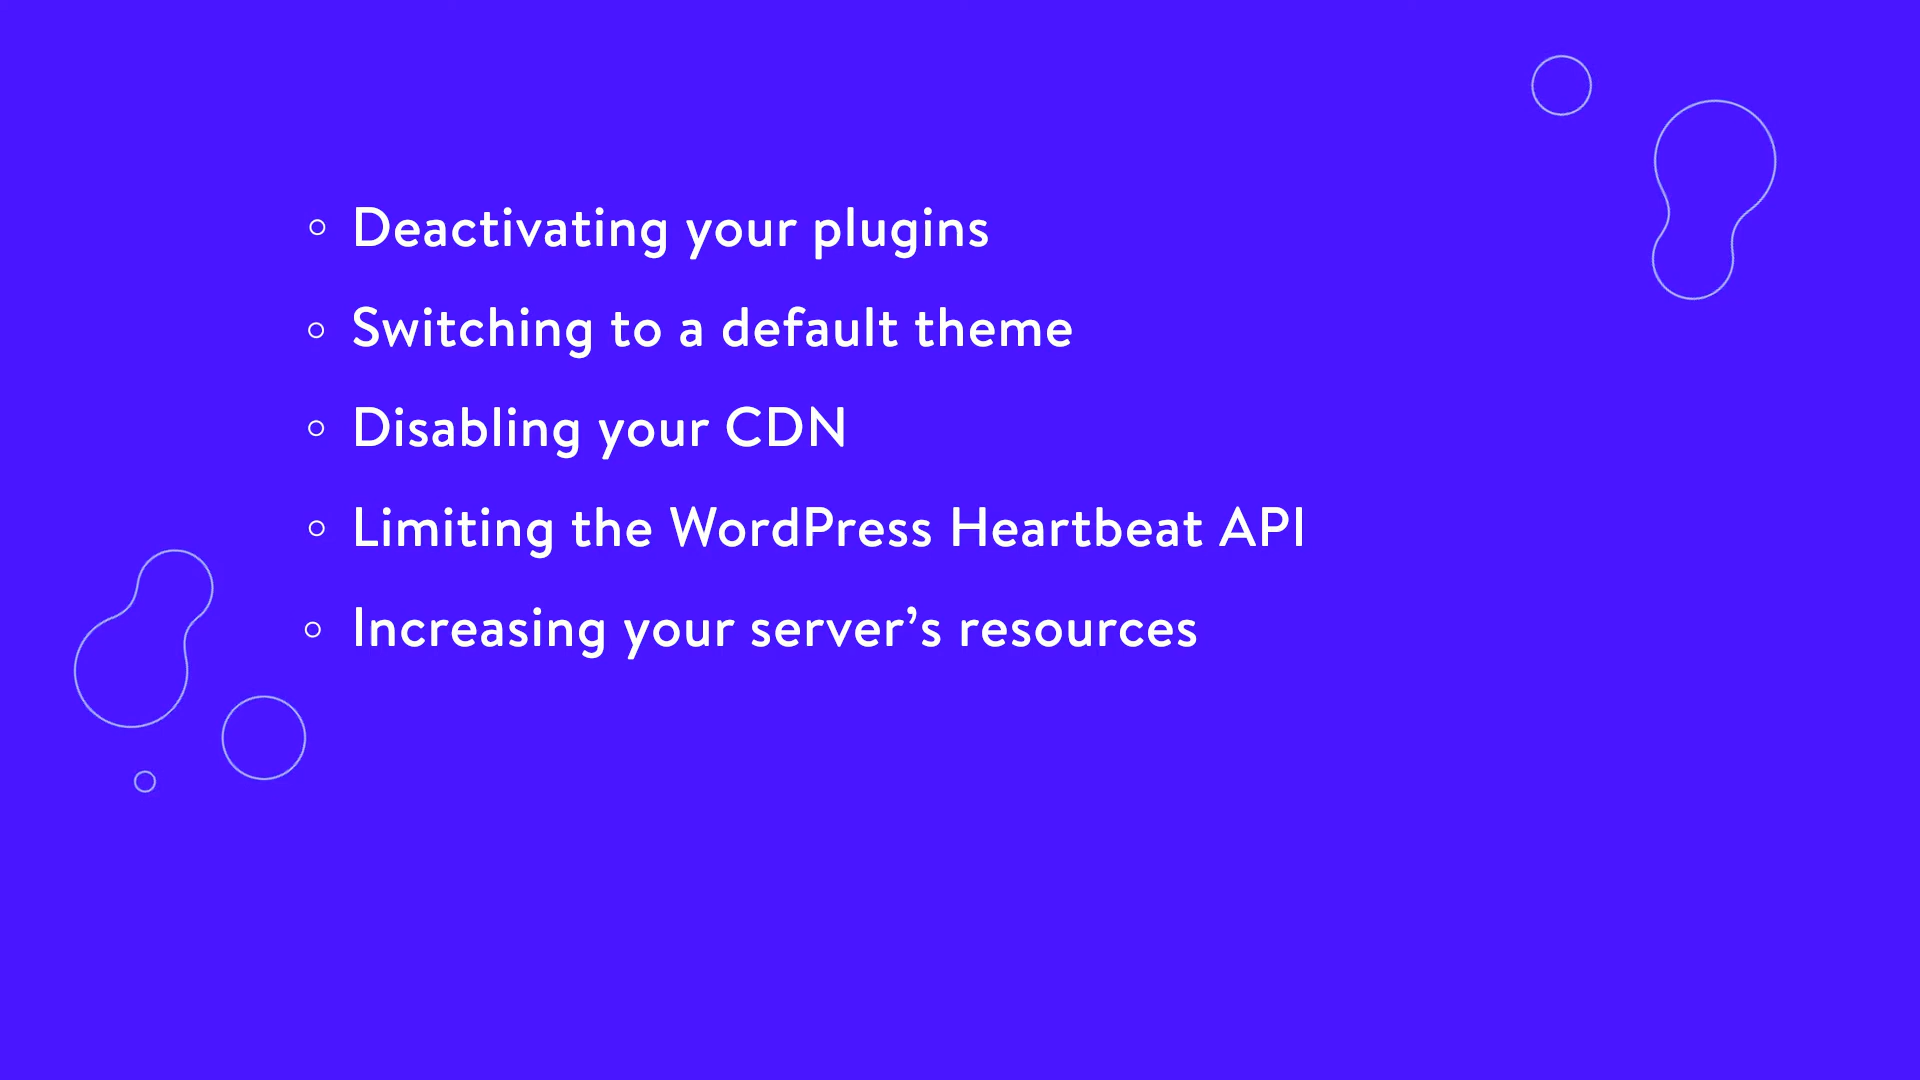 Deactivating your plugins
Switching to a default theme
Disabling your CDN
Limiting the WordPress Heartbeat API
Increasing your server’s resources